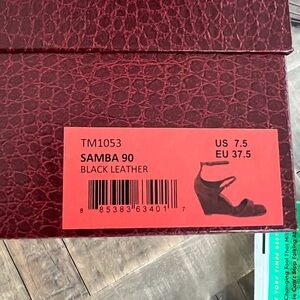 TM1053
US 7.5
SAMBA 90
EU 37.5
BLACK LEATHER
8 85383 63401 7